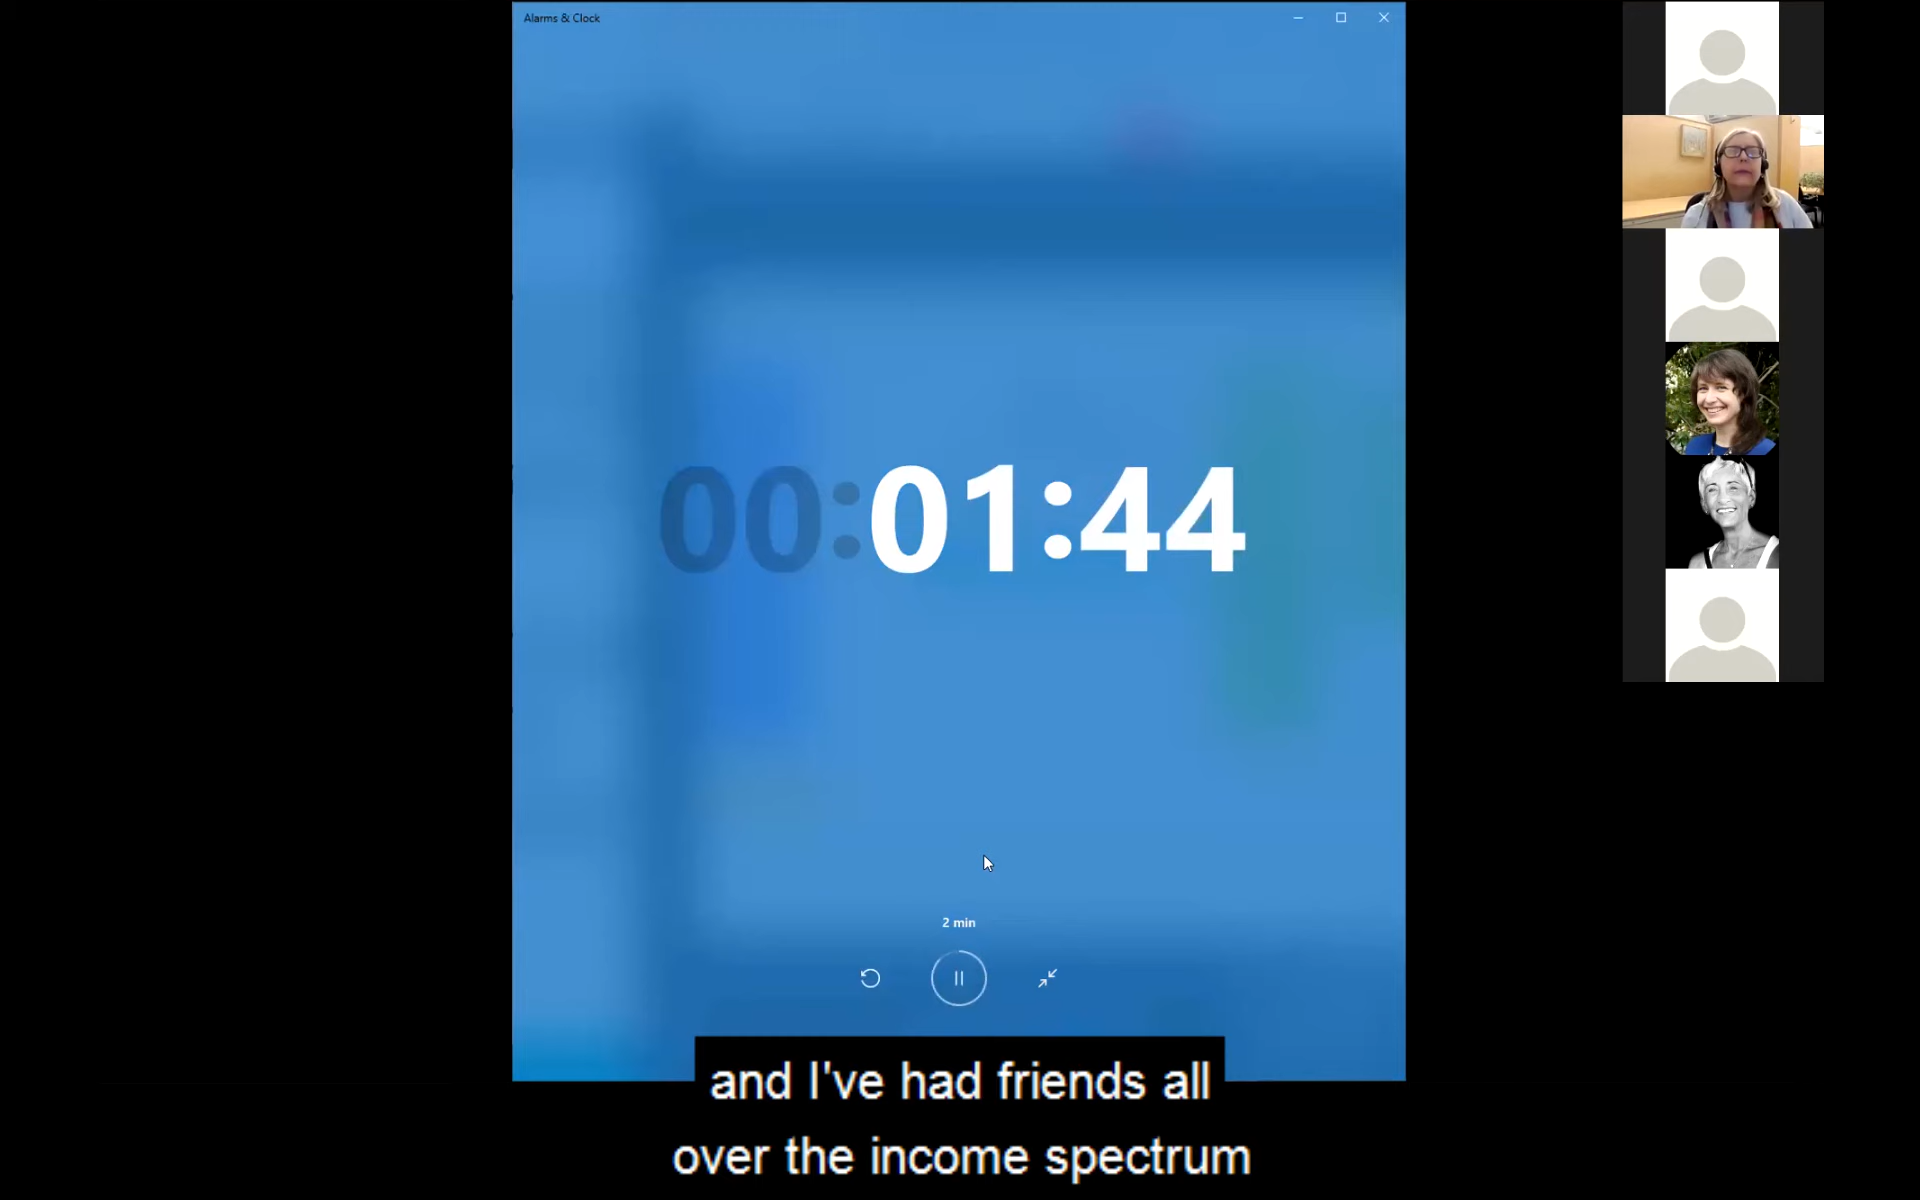 Alarms & Clock
00:01:44
2 min
and I've had friends all
over the income spectrum